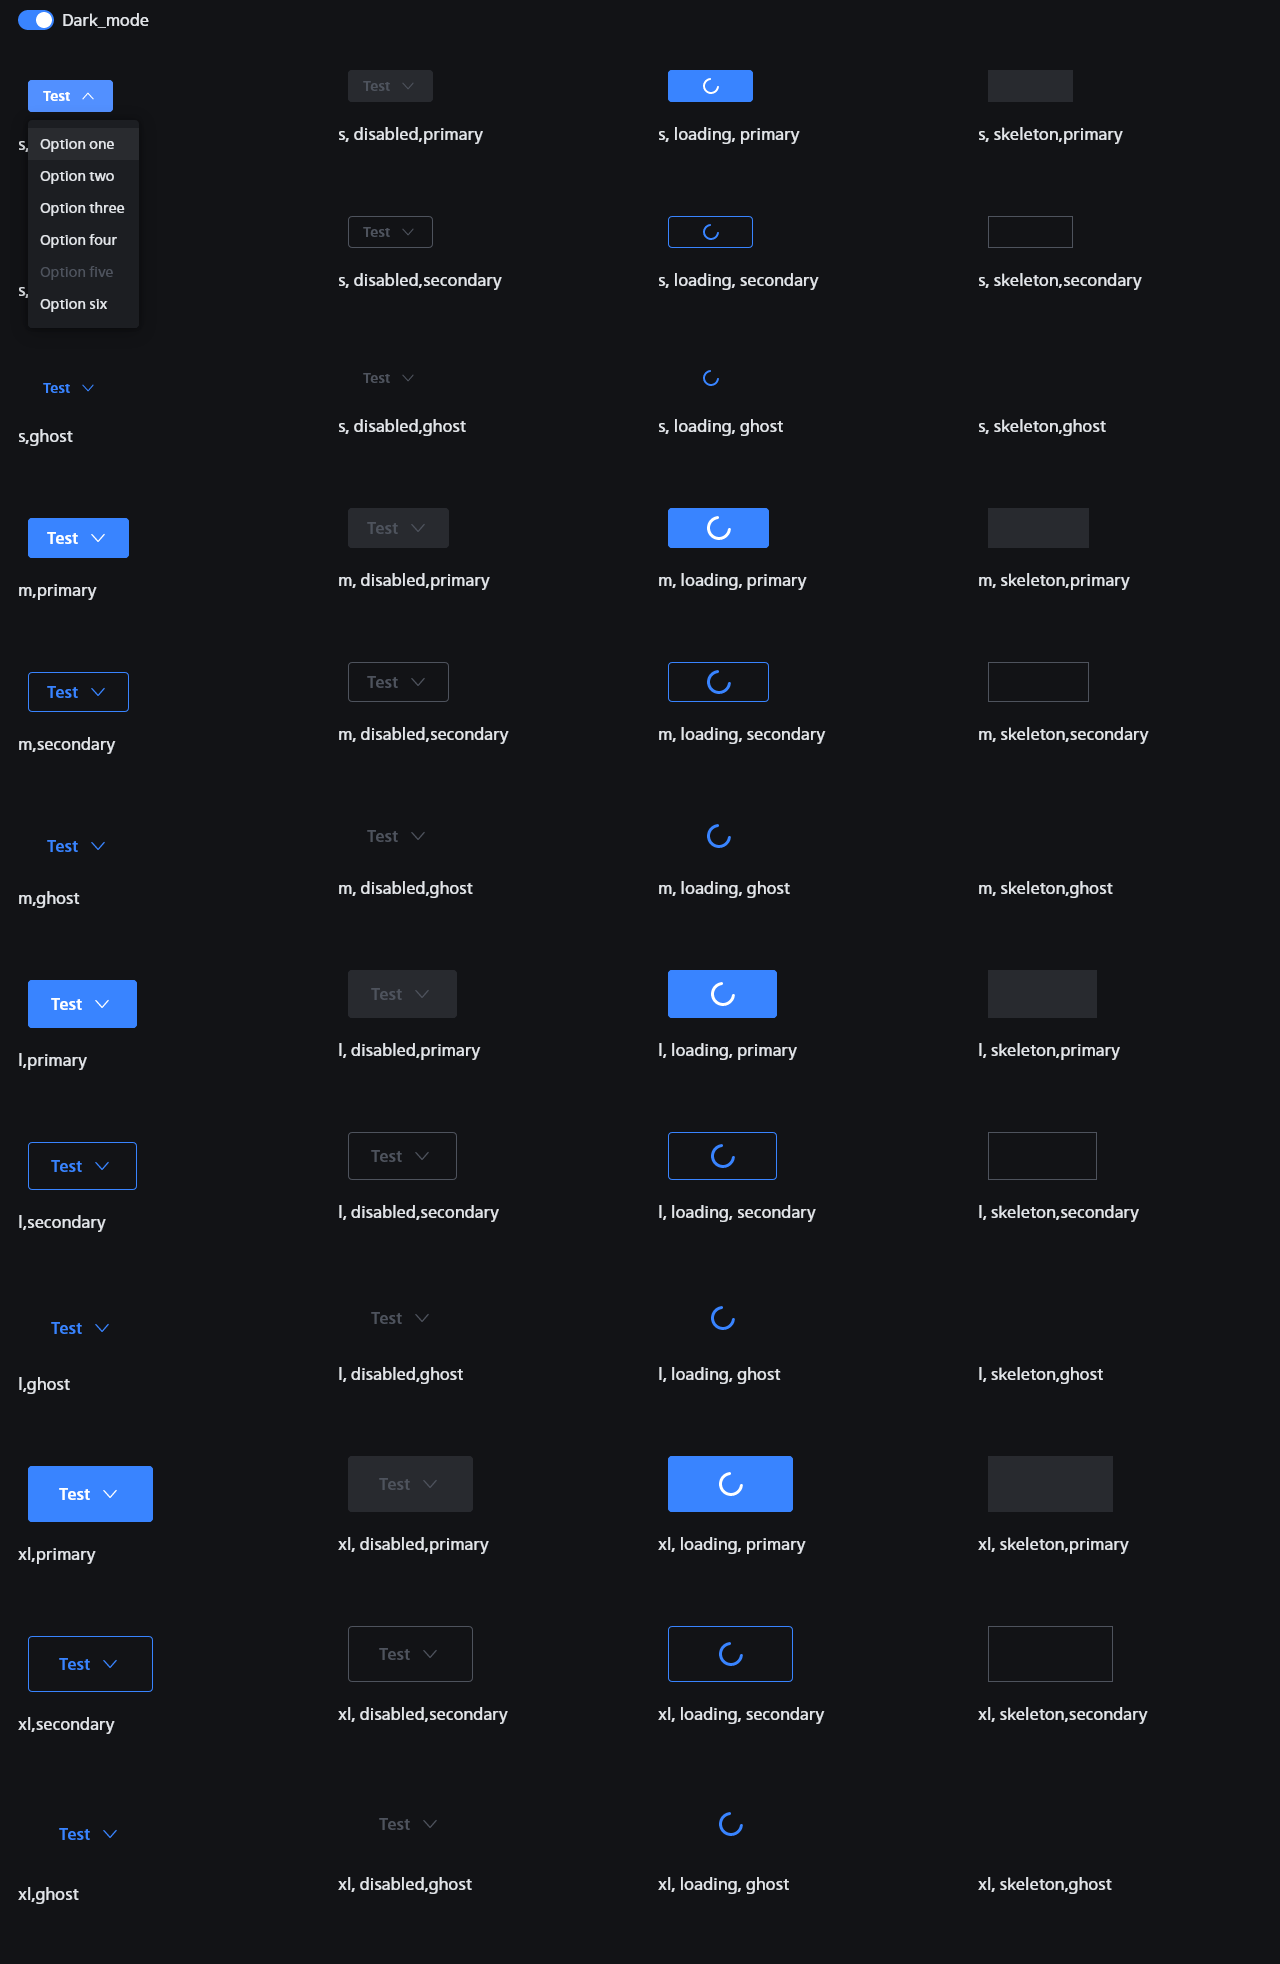 Dark_mode
Test
Test
s,
s, disabled,primary
s, loading, primary
s, skeleton,primary
Option one
Option two
Option three
Option four
Option five
Option six
Test
s,
s, disabled,secondary
s, loading, secondary
s, skeleton,secondary
Test
Test
s,ghost
s, disabled,ghost
s, loading, ghost
s, skeleton,ghost
Test
Test
m,primary
m, disabled,primary
m, loading, primary
m, skeleton,primary
Test
Test
m,secondary
m, disabled,secondary
m, loading, secondary
m, skeleton,secondary
Test
Test
m,ghost
m, disabled,ghost
m, loading, ghost
m, skeleton,ghost
Test
Test
l,primary
l, disabled,primary
l, loading, primary
l, skeleton,primary
Test
Test
l,secondary
l, disabled,secondary
l, loading, secondary
l, skeleton,secondary
Test
Test
l,ghost
l, disabled,ghost
l, loading, ghost
l, skeleton,ghost
Test
Test
xl,primary
xl, disabled,primary
xl, loading, primary
xl, skeleton,primary
Test
Test
xl,secondary
xl, disabled,secondary
xl, loading, secondary
xl, skeleton,secondary
Test
Test
xl,ghost
xl, disabled,ghost
xl, loading, ghost
xl, skeleton,ghost